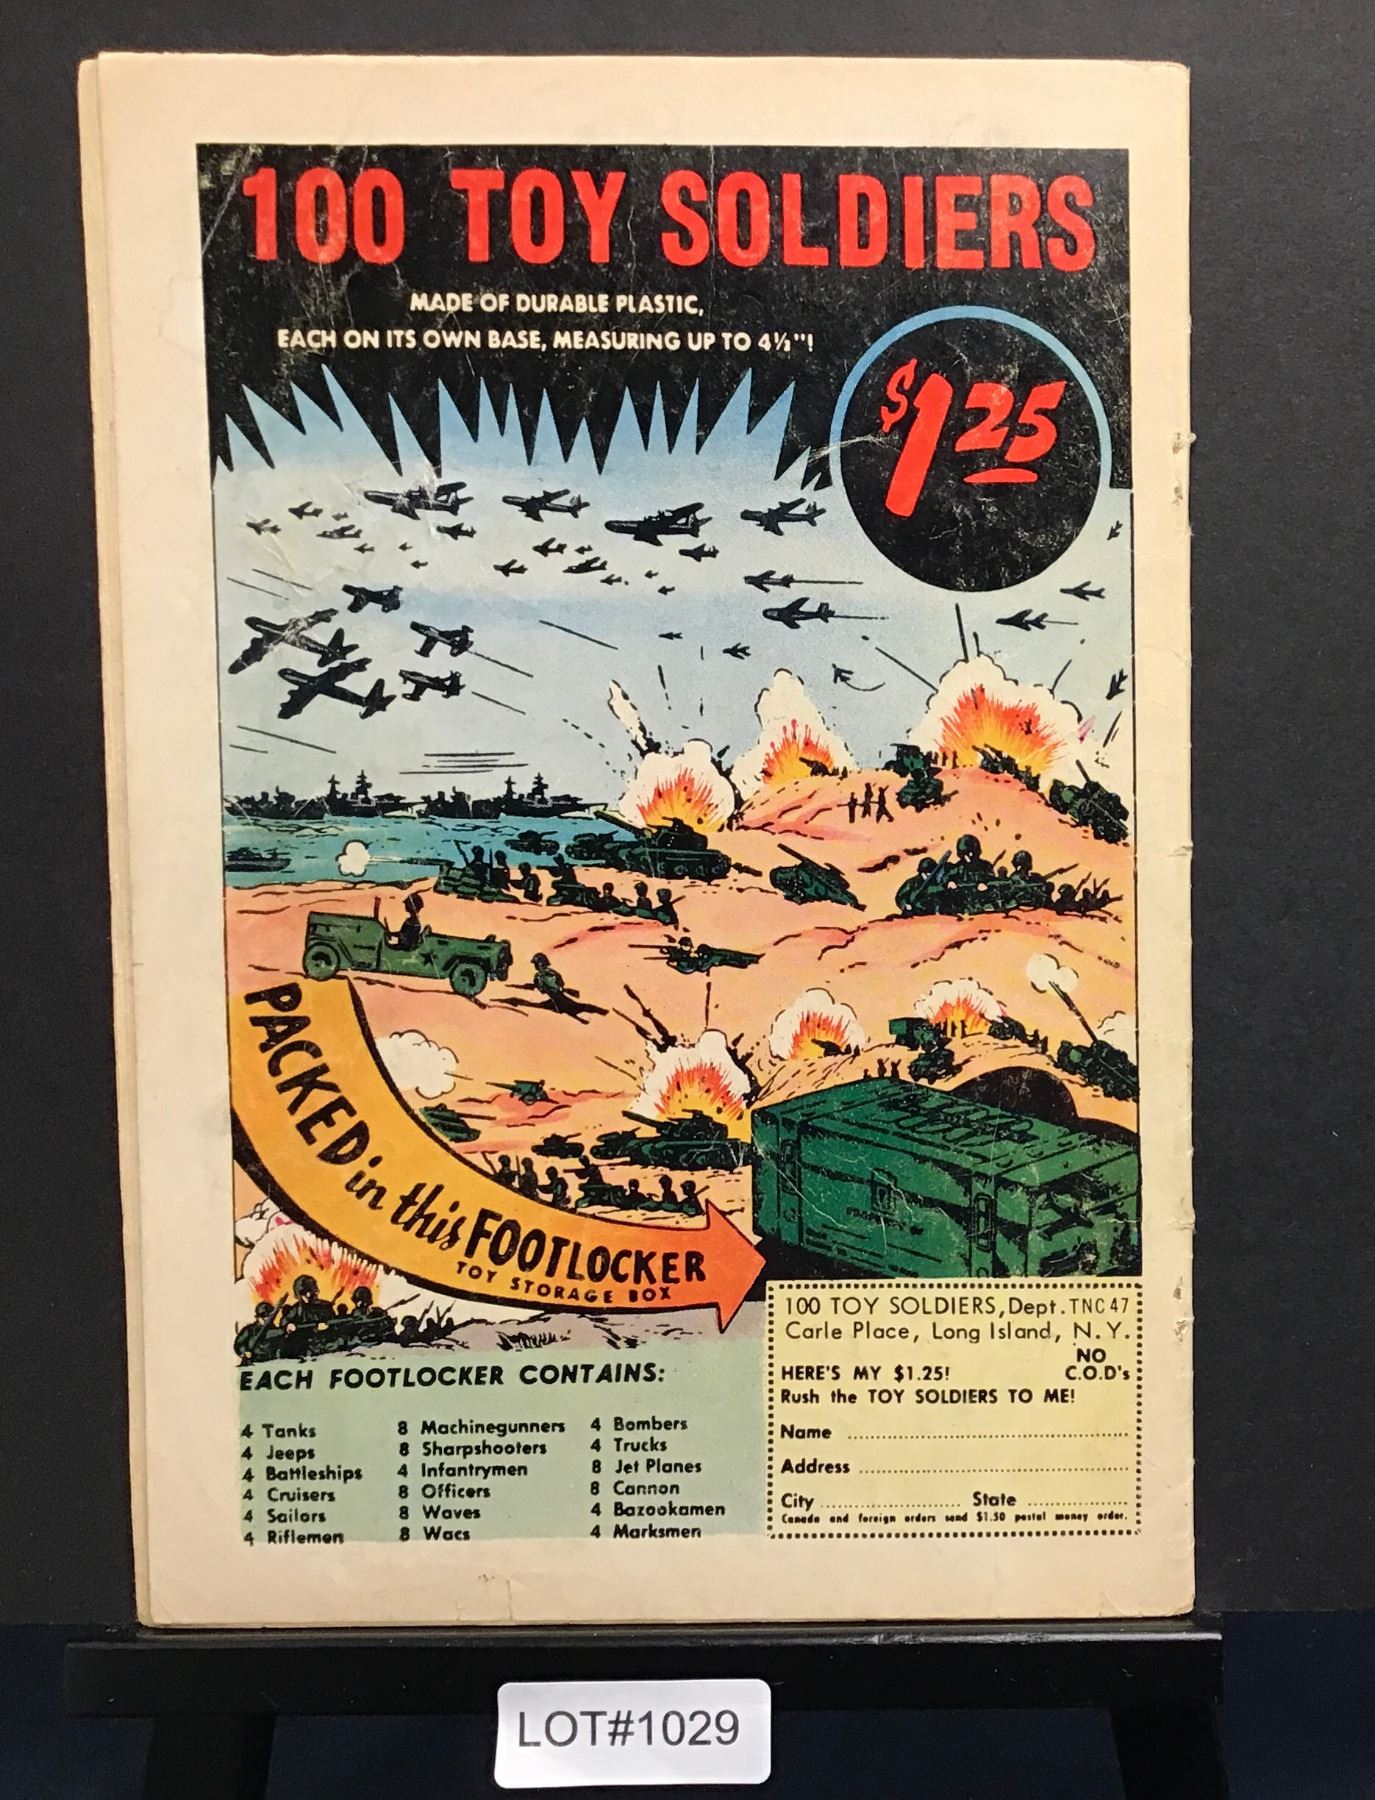 100 TOY SOLDIERS
MADE OF DURABLE PLASTIC,
EACH ON ITS OWN BASE, MEASURING UP TO 4½"!
$1.25
PACKED in this FOOTLOCKER
TOY STORAGE BOX
EACH FOOTLOCKER CONTAINS:
4 Tanks
4 Jeeps
4 Battleships
4 Cruisers
4 Sailors
4 Riflemen
8 Machinegunners
8 Sharpshooters
4 Infantrymen
8 Officers
8 Waves
8 Wacs
4 Bombers
4 Trucks
8 Jet Planes
8 Cannon
4 Bazookamen
4 Marksmen
100 TOY SOLDIERS, Dept. TNC 47
Carle Place, Long Island, N.Y.
NO
HERE'S MY $1.25! C.O.D's
Rush the TOY SOLDIERS TO ME!
Name
Address
City State
Canada and foreign orders send $1.50 postal money order.
LOT#1029